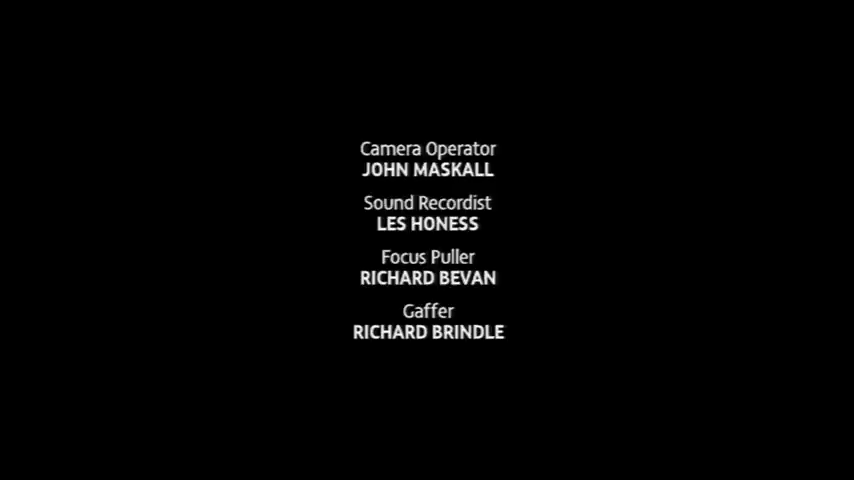 Camera Operator
JOHN MASKALL
Sound Recordist
LES HONESS
Focus Puller
RICHARD BEVAN
Gaffer
RICHARD BRINDLE